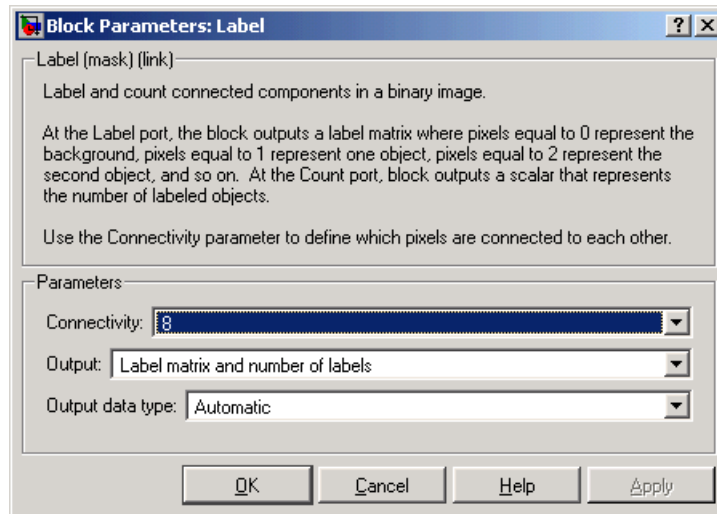 Block Parameters: Label
Label (mask) (link)
Label and count connected components in a binary image.
At the Label port, the block outputs a label matrix where pixels equal to 0 represent the
background, pixels equal to 1 represent one object, pixels equal to 2 represent the
second object, and so on.  At the Count port, block outputs a scalar that represents
the number of labeled objects.
Use the Connectivity parameter to define which pixels are connected to each other.
Parameters
Connectivity: 8
Output: Label matrix and number of labels
Output data type: Automatic
OK Cancel Help Apply